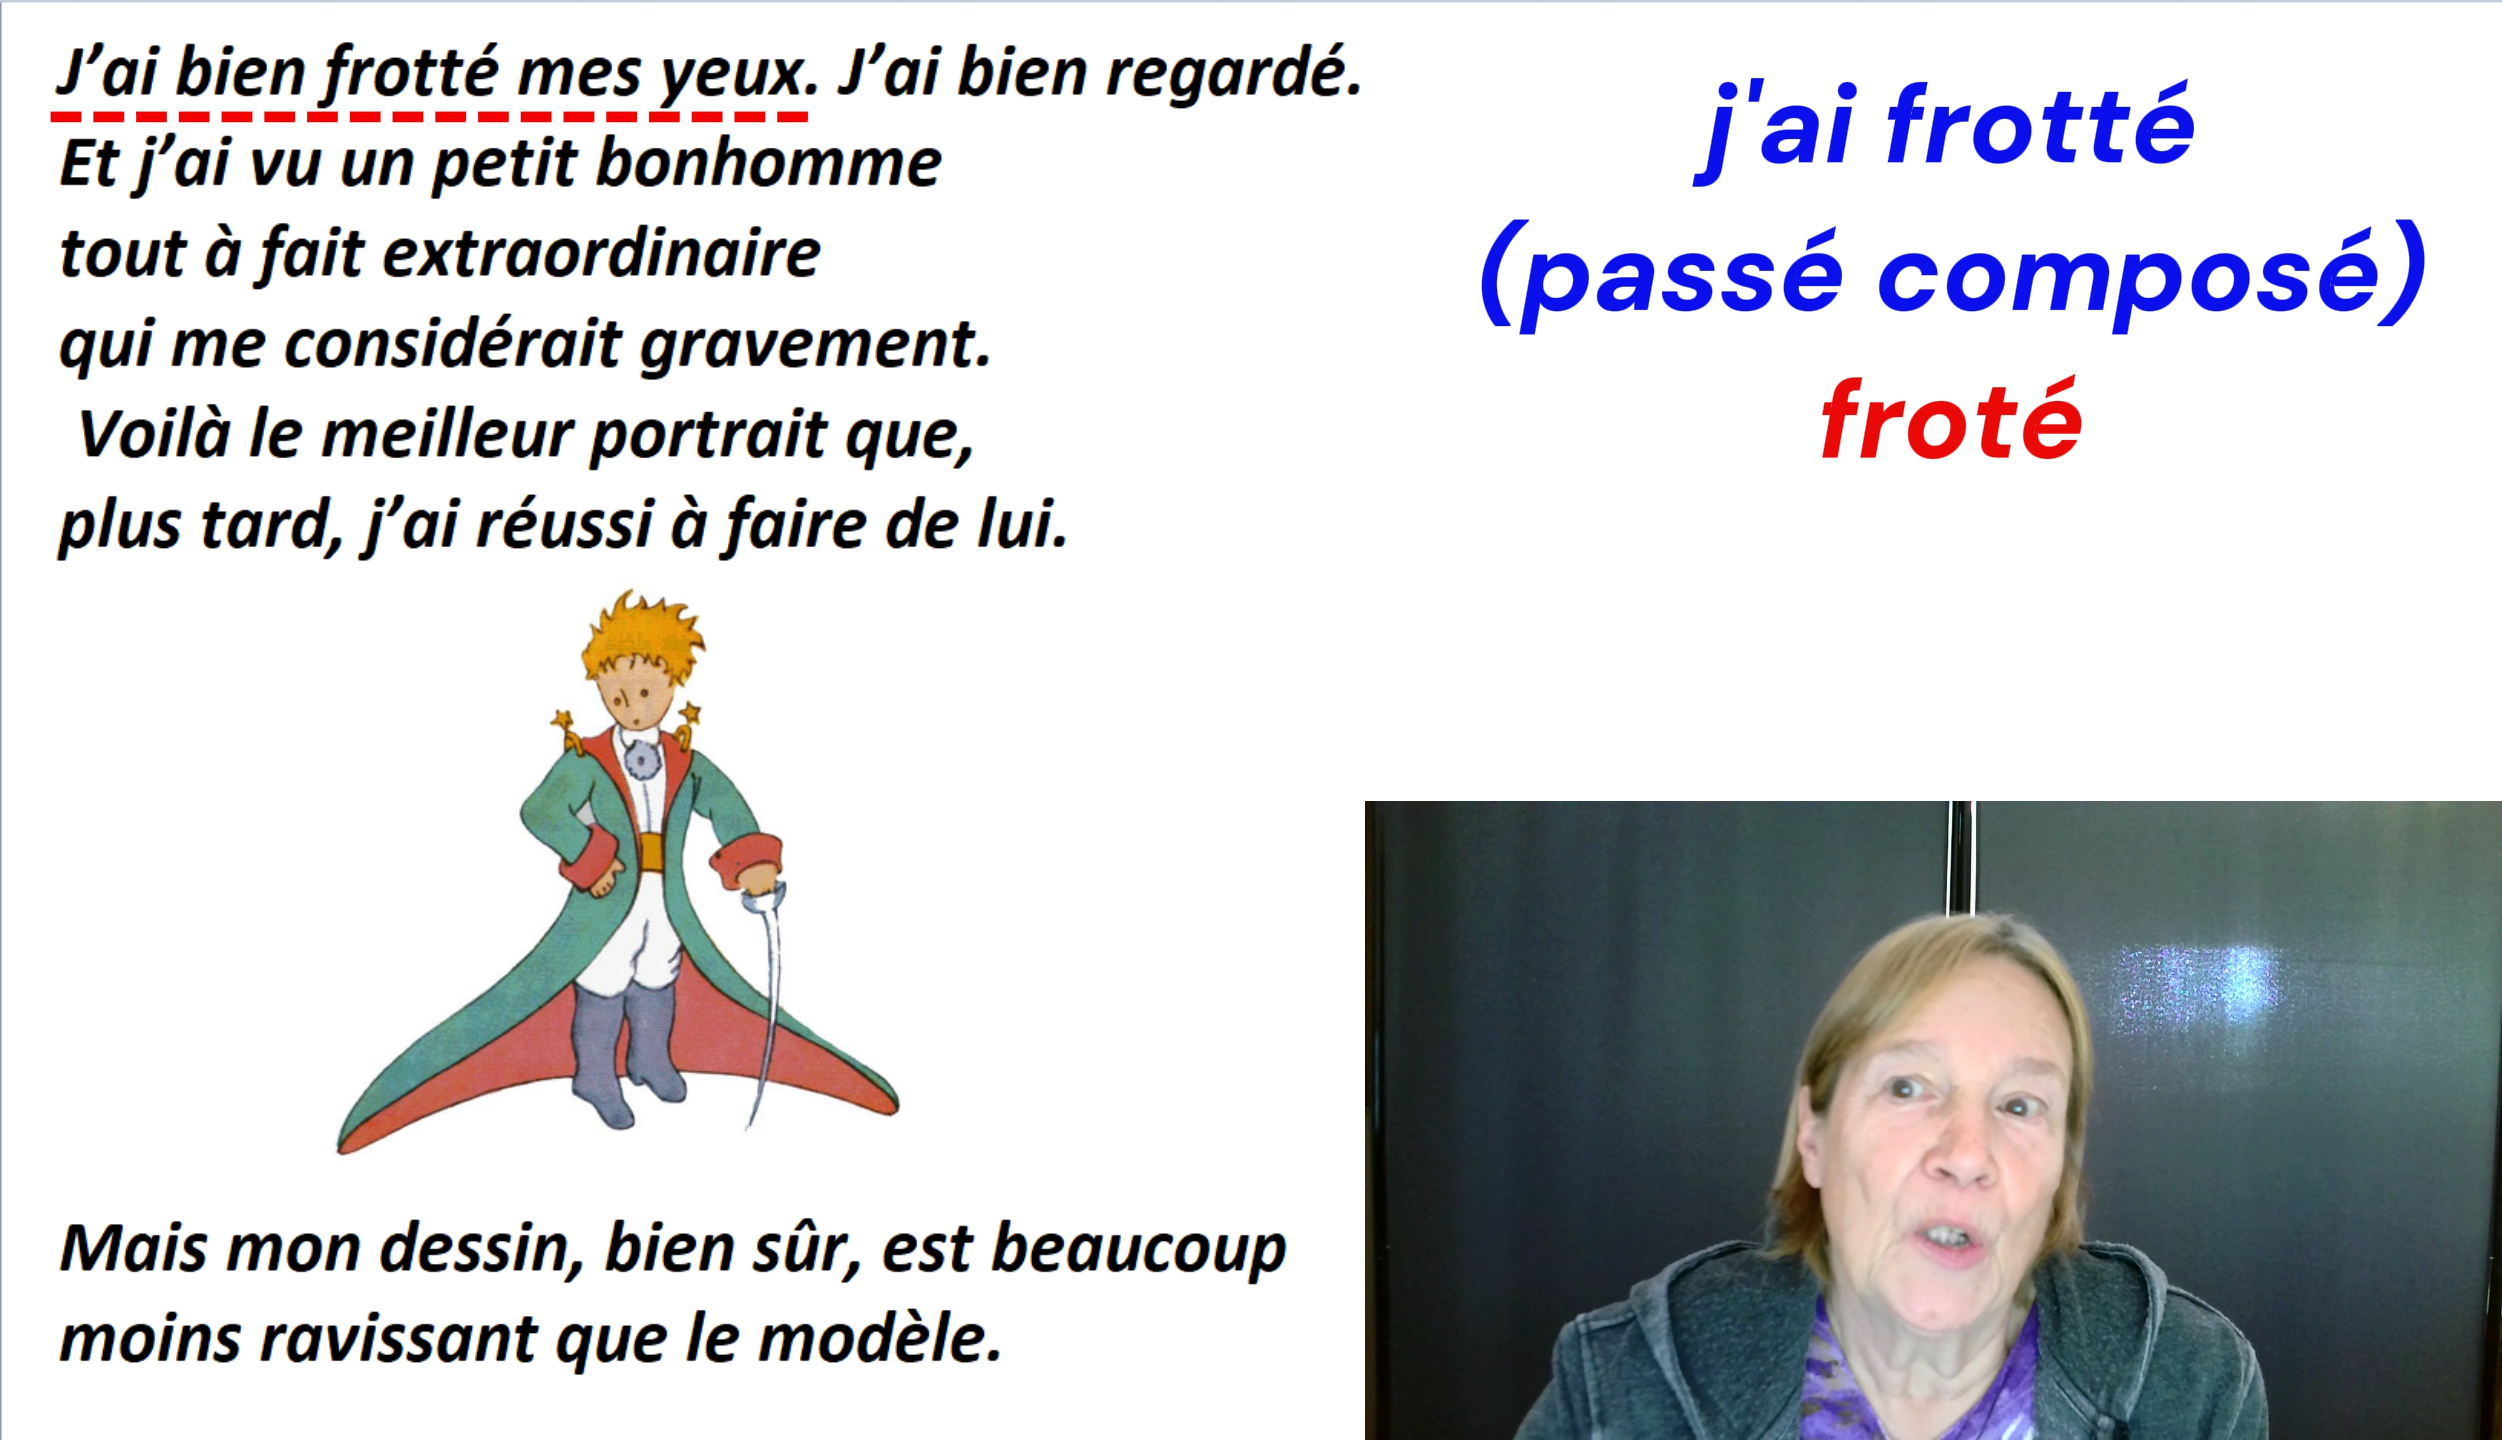 J’ai bien frotté mes yeux. J’ai bien regardé.
Et j’ai vu un petit bonhomme
tout à fait extraordinaire
qui me considérait gravement.
Voilà le meilleur portrait que,
plus tard, j’ai réussi à faire de lui.
Mais mon dessin, bien sûr, est beaucoup
moins ravissant que le modèle.
j'ai frotté
(passé composé)
froté